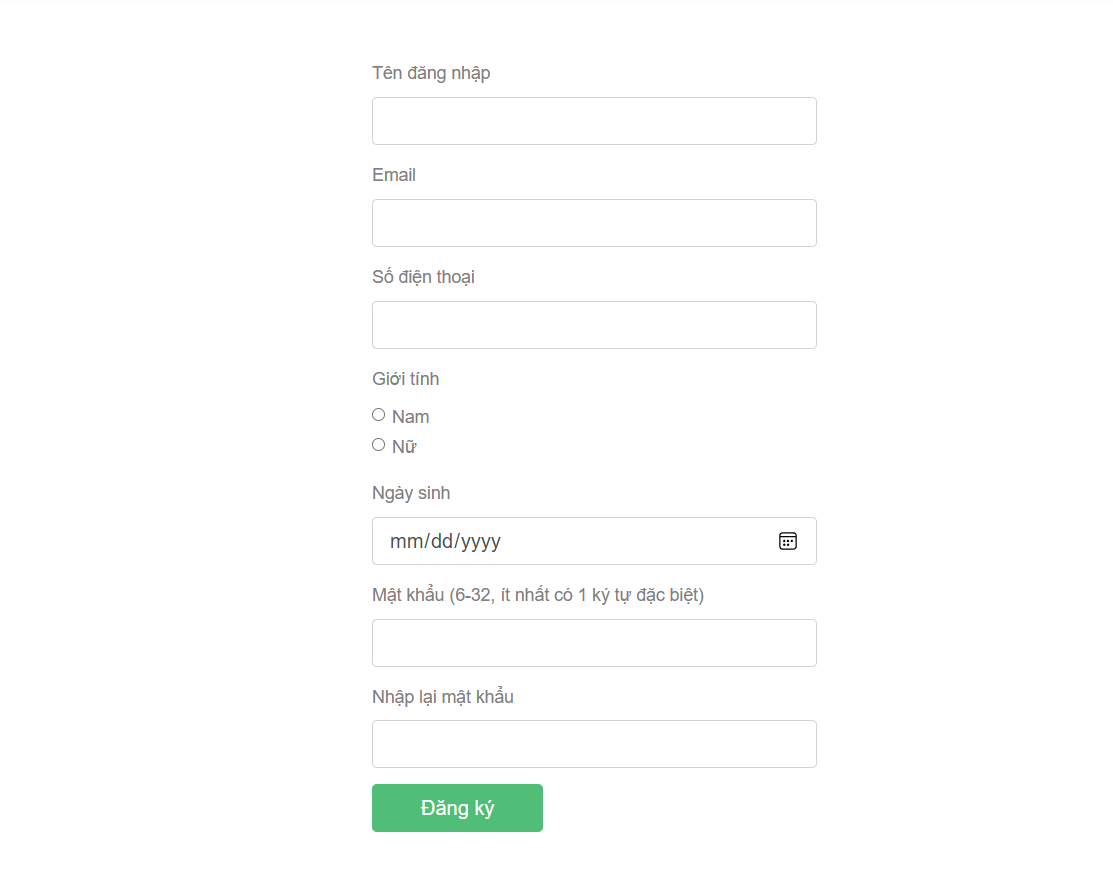 Tên đăng nhập
Email
Số điện thoại
Giới tính
Nam
Nữ
Ngày sinh
mm/dd/yyyy
Mật khẩu (6-32, ít nhất có 1 ký tự đặc biệt)
Nhập lại mật khẩu
Đăng ký